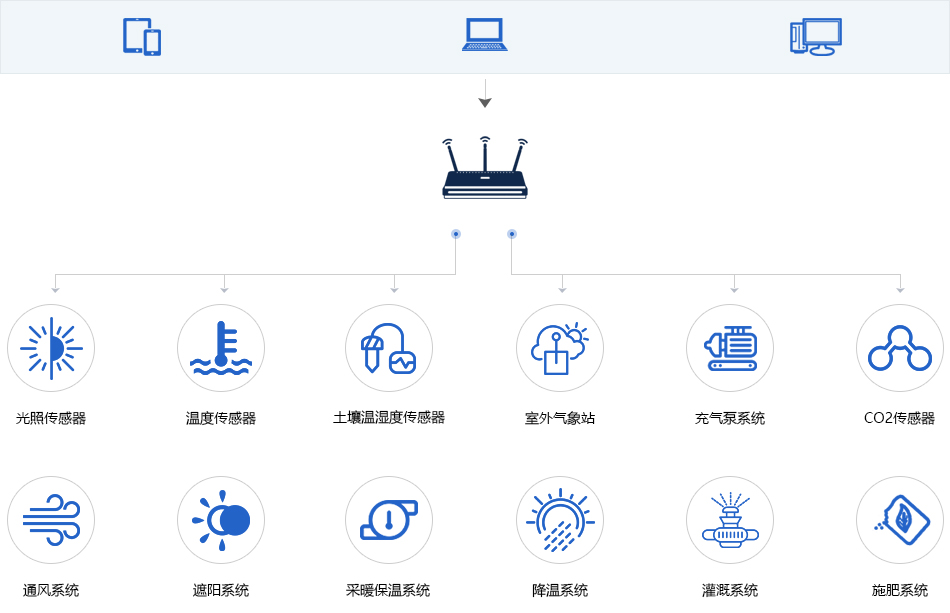 光照传感器
温度传感器
土壤温湿度传感器
室外气象站
充气泵系统
CO2传感器
通风系统
遮阳系统
采暖保温系统
降温系统
灌溉系统
施肥系统